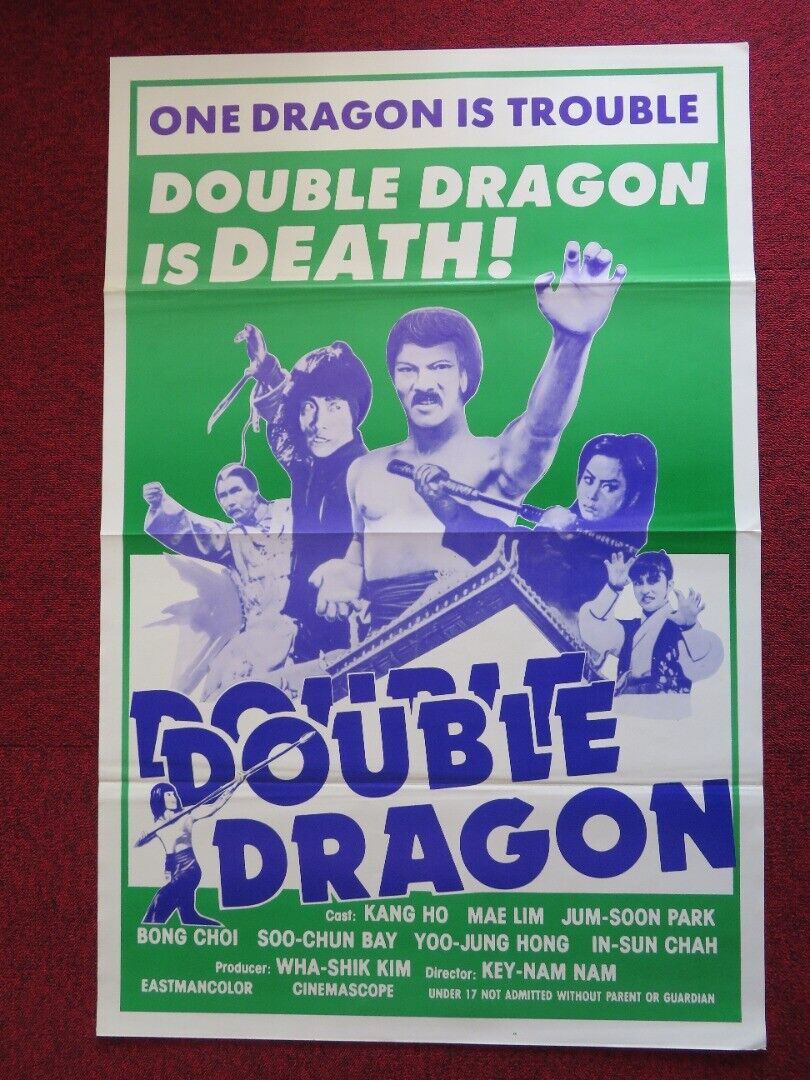 ONE DRAGON IS TROUBLE
DOUBLE DRAGON
IS DEATH!
DOUBLE
DOUBLE
DRAGON
Cast: KANG HO MAE LIM JUM-SOON PARK
BONG CHOI SOO-CHUN BAY YOO-JUNG HONG IN-SUN CHAH
Producer: WHA-SHIK KIM Director: KEY-NAM NAM
EASTMANCOLOR CINEMASCOPE UNDER 17 NOT ADMITTED WITHOUT PARENT OR GUARDIAN